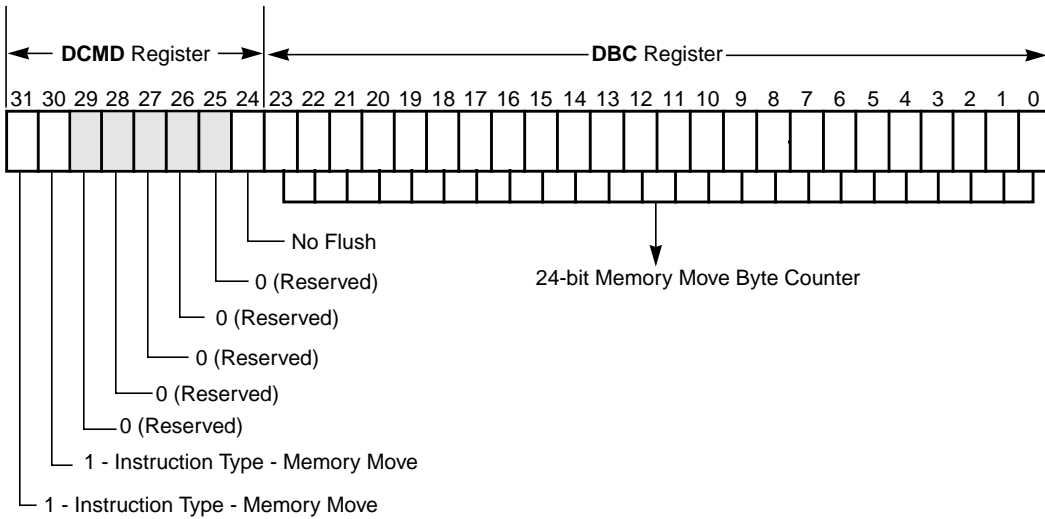 DCMD Register
DBC Register
31 30 29 28 27 26 25 24 23 22 21 20 19 18 17 16 15 14 13 12 11 10 9 8 7 6 5 4 3 2 1 0
No Flush
24-bit Memory Move Byte Counter
0 (Reserved)
0 (Reserved)
0 (Reserved)
0 (Reserved)
0 (Reserved)
1 - Instruction Type - Memory Move
1 - Instruction Type - Memory Move